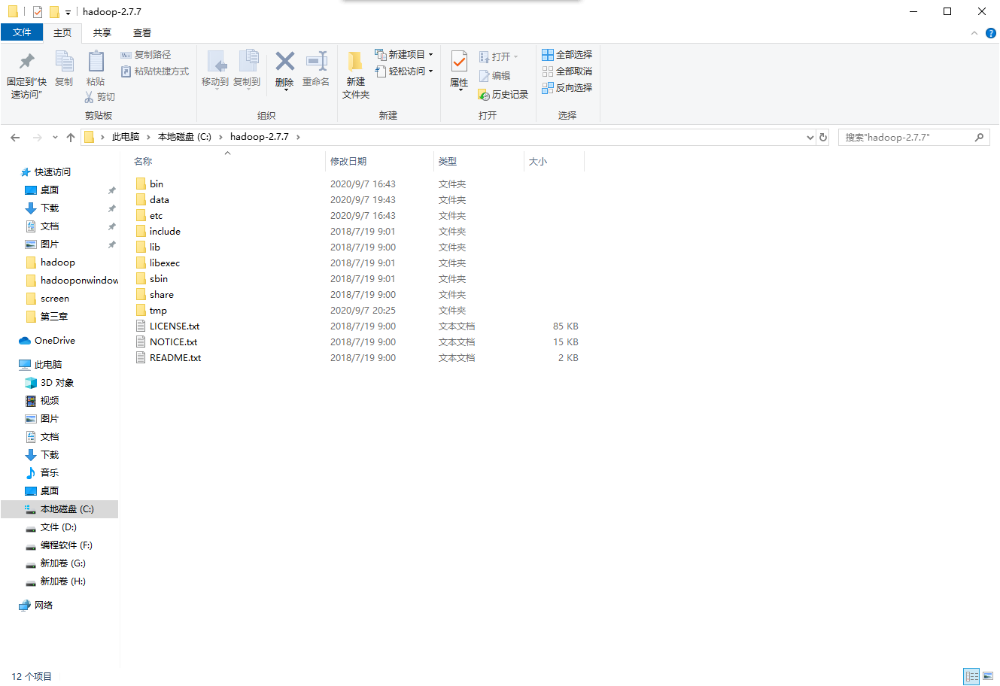 hadoop-2.7.7
文件 主页 共享 查看
固定到“快速访问”
复制
粘贴
复制路径
粘贴快捷方式
剪切
剪贴板
移动到
复制到
删除
重命名
组织
新建文件夹
新建项目
轻松访问
新建
属性
打开
编辑
历史记录
打开
全部选择
全部取消
反向选择
选择
此电脑 本地磁盘 (C:) hadoop-2.7.7
搜索"hadoop-2.7.7"
快速访问
桌面
下载
文档
图片
hadoop
hadooponwindow
screen
第三章
OneDrive
此电脑
3D 对象
视频
图片
文档
下载
音乐
桌面
本地磁盘 (C:)
文件 (D:)
编程软件 (F:)
新加卷 (G:)
新加卷 (H:)
网络
名称 修改日期 类型 大小
bin 2020/9/7 16:43 文件夹
data 2020/9/7 19:43 文件夹
etc 2020/9/7 16:43 文件夹
include 2018/7/19 9:01 文件夹
lib 2018/7/19 9:00 文件夹
libexec 2018/7/19 9:01 文件夹
sbin 2018/7/19 9:01 文件夹
share 2018/7/19 9:00 文件夹
tmp 2020/9/7 20:25 文件夹
LICENSE.txt 2018/7/19 9:00 文本文档 85 KB
NOTICE.txt 2018/7/19 9:00 文本文档 15 KB
README.txt 2018/7/19 9:00 文本文档 2 KB
12 个项目